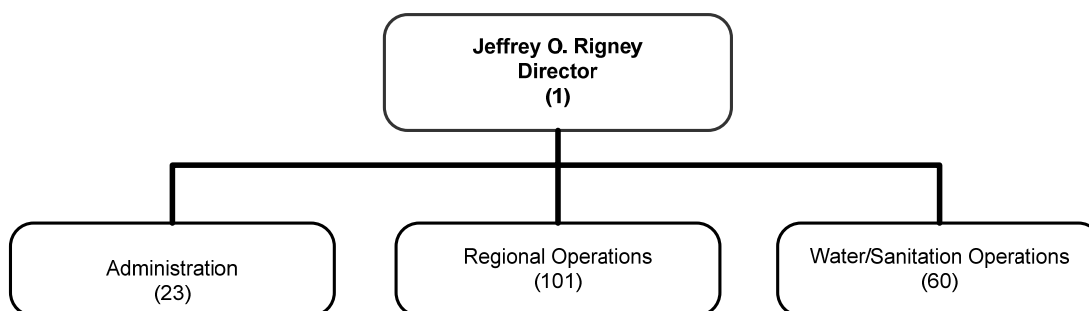 Jeffrey O. Rigney
Director
(1)
Administration
(23)
Regional Operations
(101)
Water/Sanitation Operations
(60)